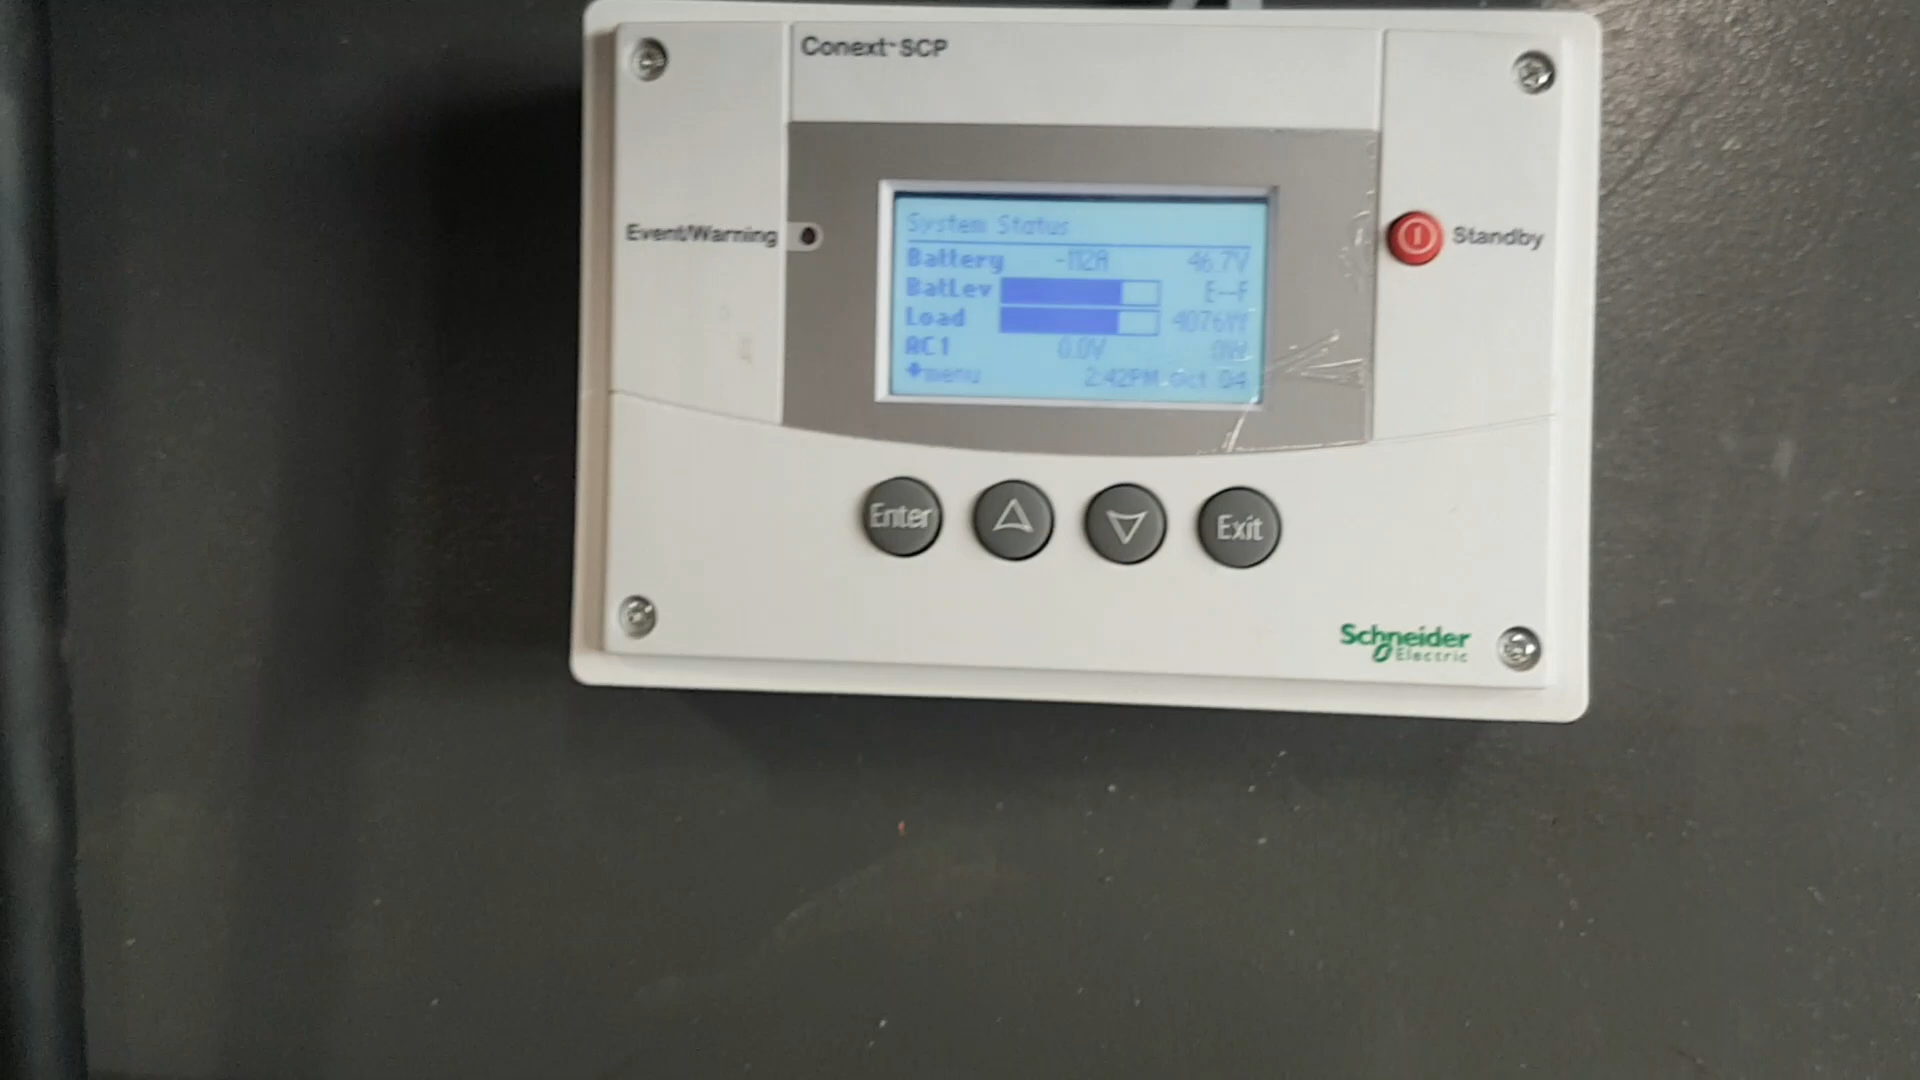 Conext™ SCP
Event/Warning
Standby
System Status
Battery -112A 46.7V
BatLev E--F
Load 4076W
AC1 0.0V 0W
menu 2:42PM Oct 04
Enter
Exit
Schneider
Electric